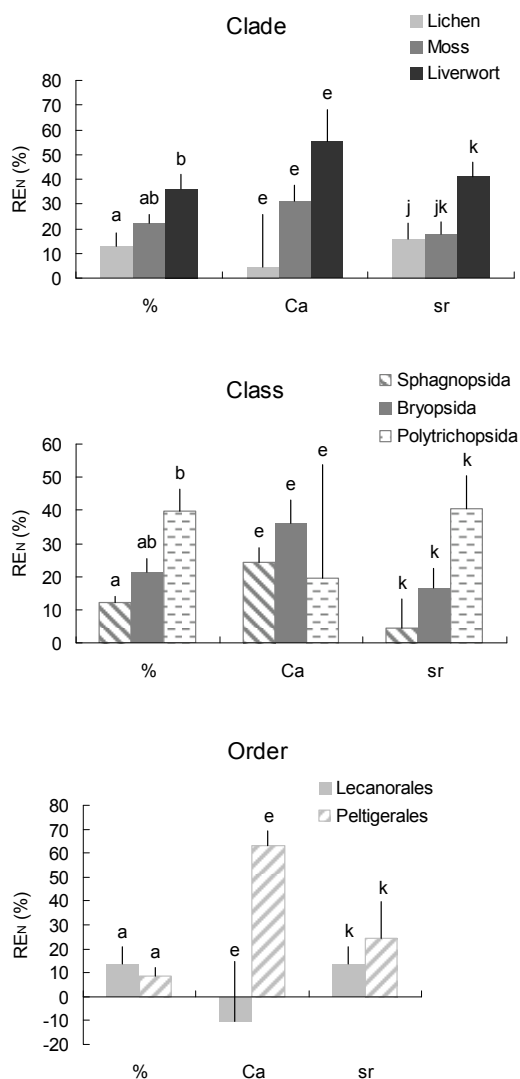 Clade
Lichen
Moss
Liverwort
80
70
60
50
40
30
20
10
0
REN (%)
a
ab
b
e
e
e
j
jk
k
%
Ca
sr
Class
Sphagnopsida
Bryopsida
Polytrichopsida
60
50
40
30
20
10
0
REN (%)
a
ab
b
e
e
e
k
k
k
%
Ca
sr
Order
Lecanorales
Peltigerales
80
70
60
50
40
30
20
10
0
-10
-20
REN (%)
a
a
e
e
k
k
%
Ca
sr